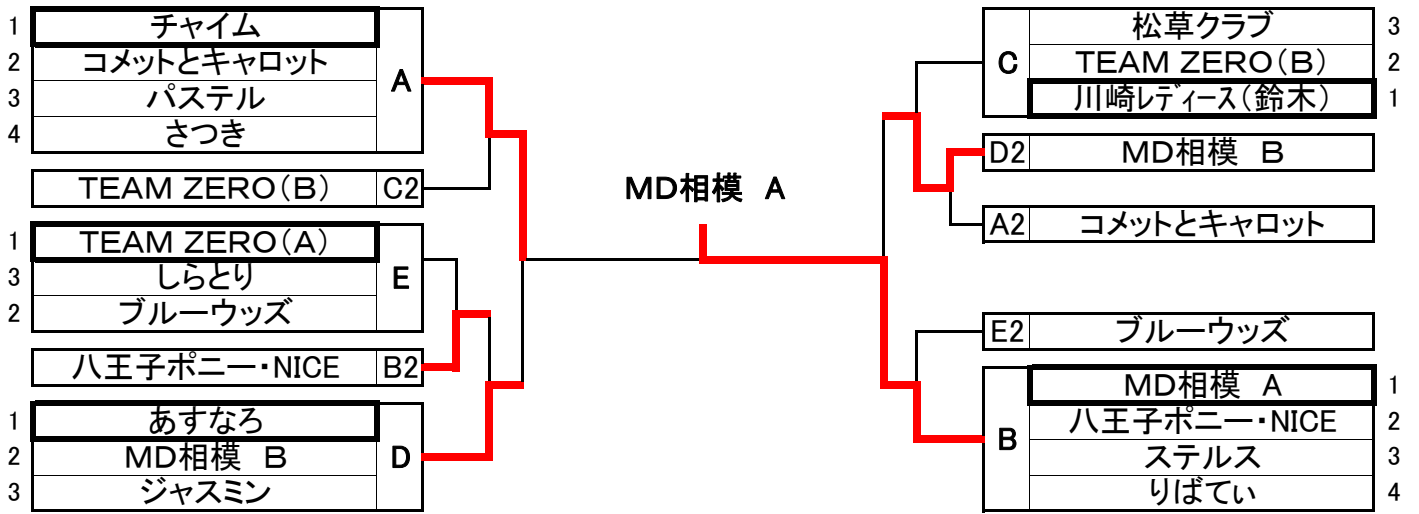 1 チャイム
2 コメットとキャロット
A
3 パステル
4 さつき
TEAM ZERO(B) C2
1 TEAM ZERO(A)
3 しらとり E
2 ブルーウッズ
八王子ポニー・NICE B2
1 あすなろ
2 MD相模 B D
3 ジャスミン
MD相模 A
松草クラブ 3
C TEAM ZERO(B) 2
川崎レディース(鈴木) 1
D2 MD相模 B
A2 コメットとキャロット
E2 ブルーウッズ
MD相模 A 1
八王子ポニー・NICE 2
B
ステルス 3
りばてぃ 4